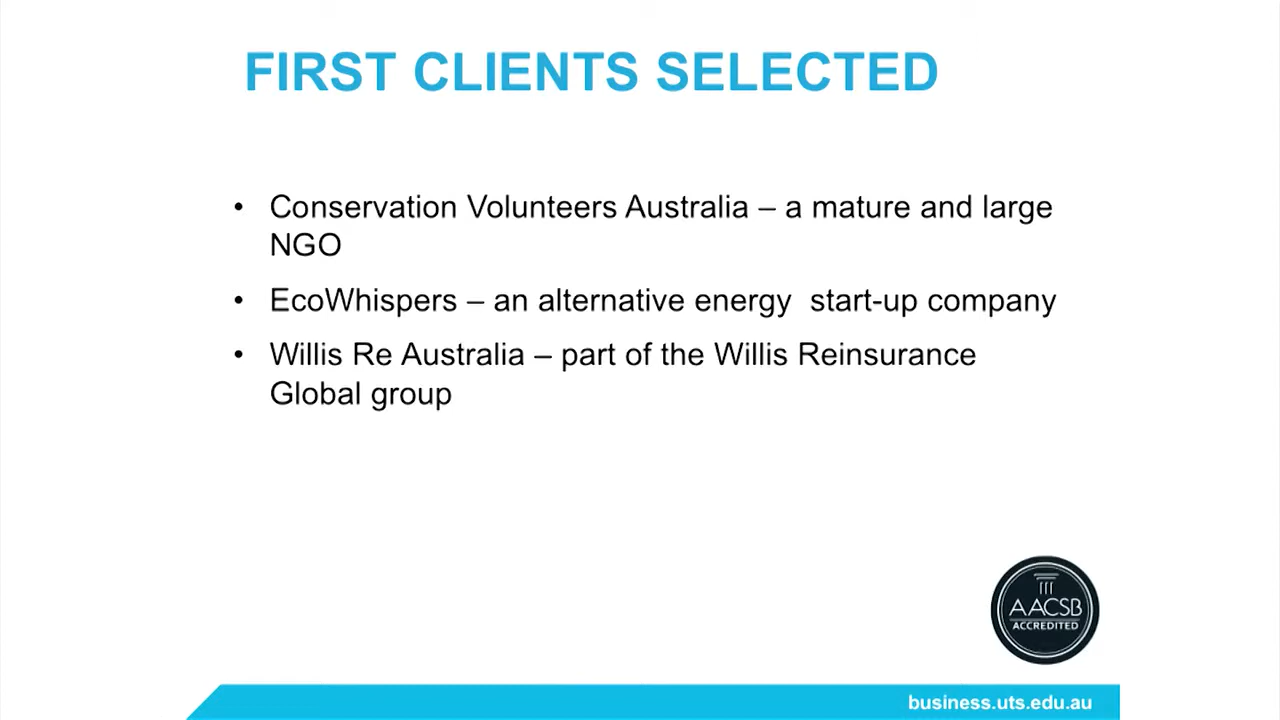 FIRST CLIENTS SELECTED
• Conservation Volunteers Australia – a mature and large
NGO
• EcoWhispers – an alternative energy  start-up company
• Willis Re Australia – part of the Willis Reinsurance
Global group
AACSB
ACCREDITED
business.uts.edu.au